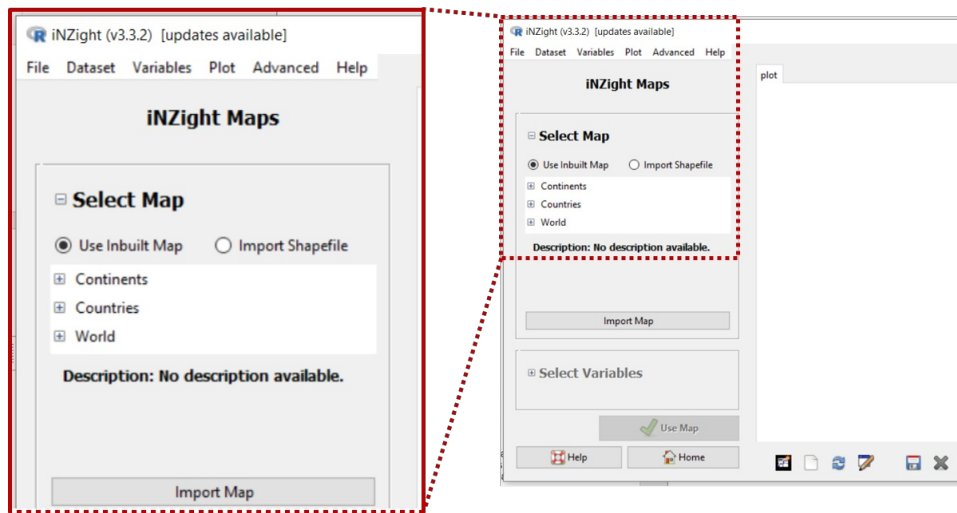 iNZight (v3.3.2) [updates available]
File Dataset Variables Plot Advanced Help
iNZight Maps
Select Map
Use Inbuilt Map Import Shapefile
Continents
Countries
World
Description: No description available.
Import Map
iNZight (v3.3.2) [updates available]
File Dataset Variables Plot Advanced Help
plot
iNZight Maps
Select Map
Use Inbuilt Map Import Shapefile
Continents
Countries
World
Description: No description available.
Import Map
Select Variables
Use Map
Help Home